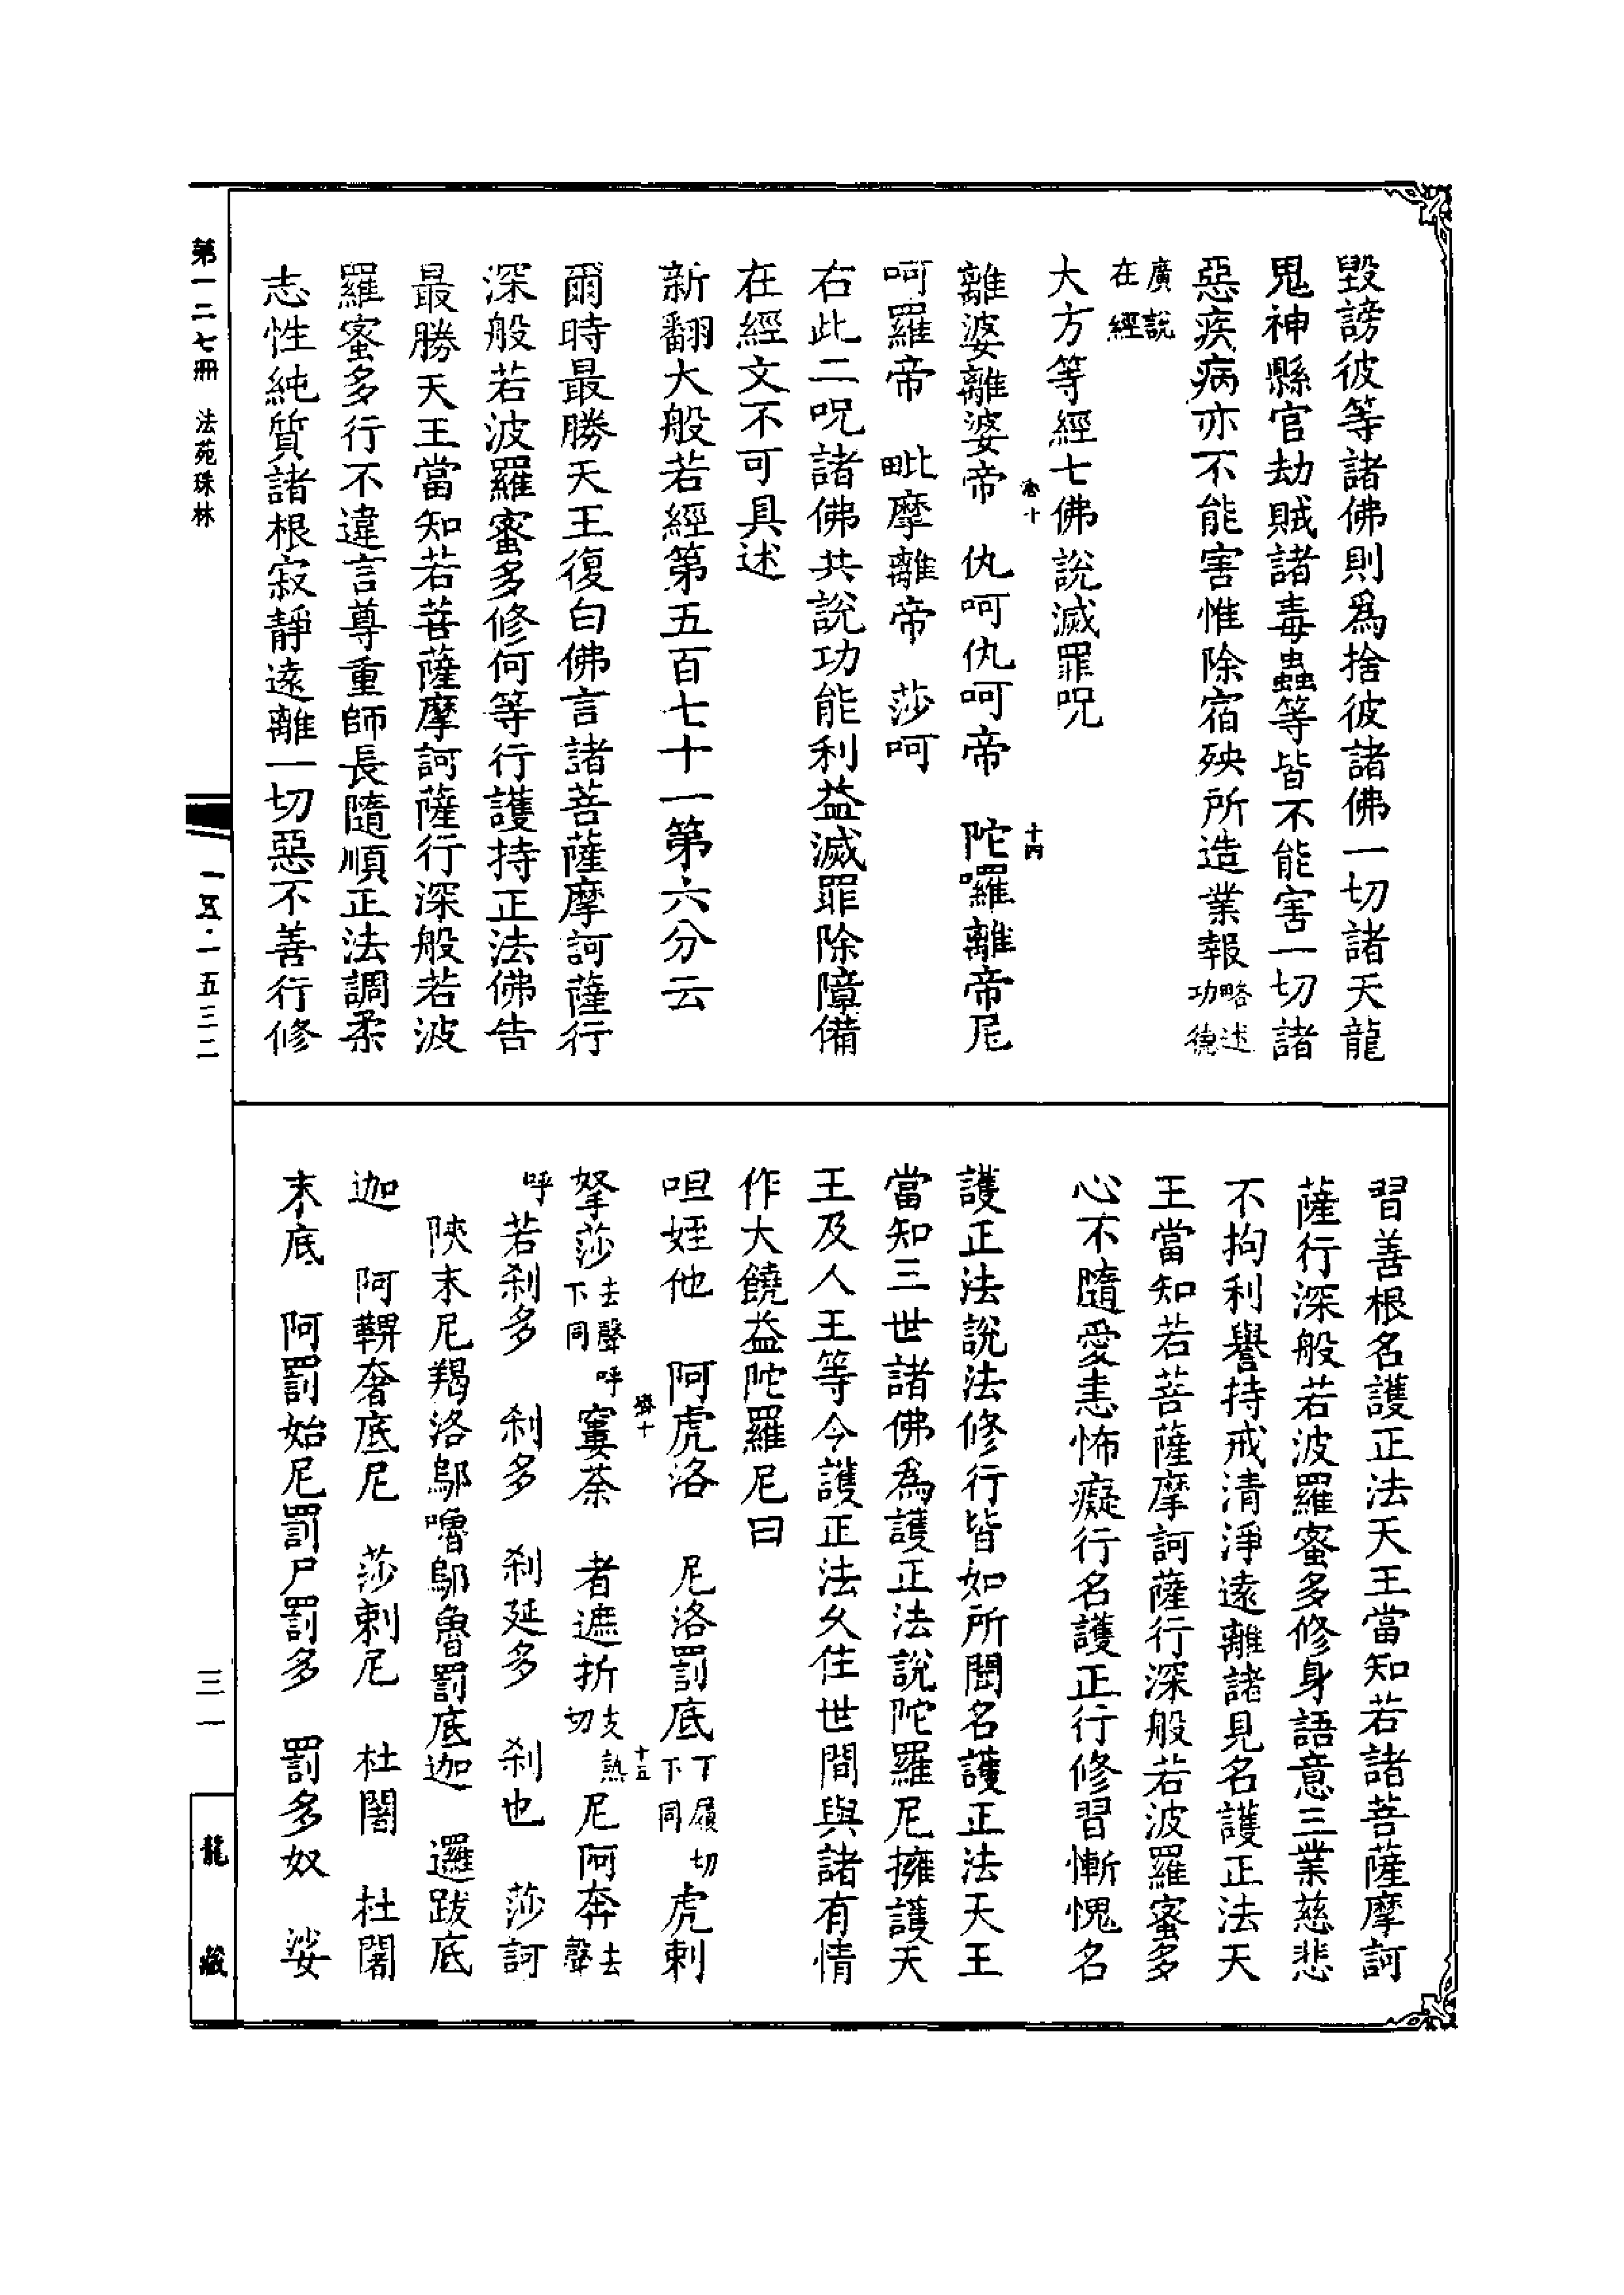 毀謗彼等諸佛則爲捨彼諸佛一切諸天龍
鬼神縣官劫賊諸毒蟲等皆不能害一切諸
惡疾病亦不能害惟除宿殃所造業報略述功德
廣說在經
大方等經七佛說滅罪呪
離婆離婆帝　仇呵仇呵帝　陀囉離帝尼
十四
呵羅帝　毗摩離帝　莎呵
右此二呪諸佛共說功能利益滅罪除障備
在經文不可具述
新翻大般若經第五百七十一第六分云
爾時最勝天王復白佛言諸菩薩摩訶薩行
深般若波羅蜜多修何等行護持正法佛告
最勝天王當知若菩薩摩訶薩行深般若波
羅蜜多行不違言尊重師長隨順正法調柔
志性純質諸根寂靜遠離一切惡不善行修
習善根名護正法天王當知若諸菩薩摩訶
薩行深般若波羅蜜多修身語意三業慈悲
不拘利譽持戒清淨遠離諸見名護正法天
王當知若菩薩摩訶薩行深般若波羅蜜多
心不隨愛恚怖癡行名護正行修習慚愧名
護正法說法修行皆如所聞名護正法天王
當知三世諸佛爲護正法說陀羅尼擁護天
王及人王等今護正法久住世間與諸有情
作大饒益陀羅尼曰
呾姪他　阿虎洛　尼洛罰底丁履切下同虎剌
十五
拏莎去聲呼下同窶荼　者遮折支熱切尼阿奔去聲
呼若剎多　剎多　剎延多　剎也　莎訶
陝末尼羯洛鄔嚕鄔魯罰底迦　邏跋底
迦　阿鞞奢底尼　莎剌尼　杜闍　杜闍
末底　阿罰始尼罰尸罰多　罰多奴　娑
第一二七冊　法苑珠林
一五·一五三二
三一
龍藏